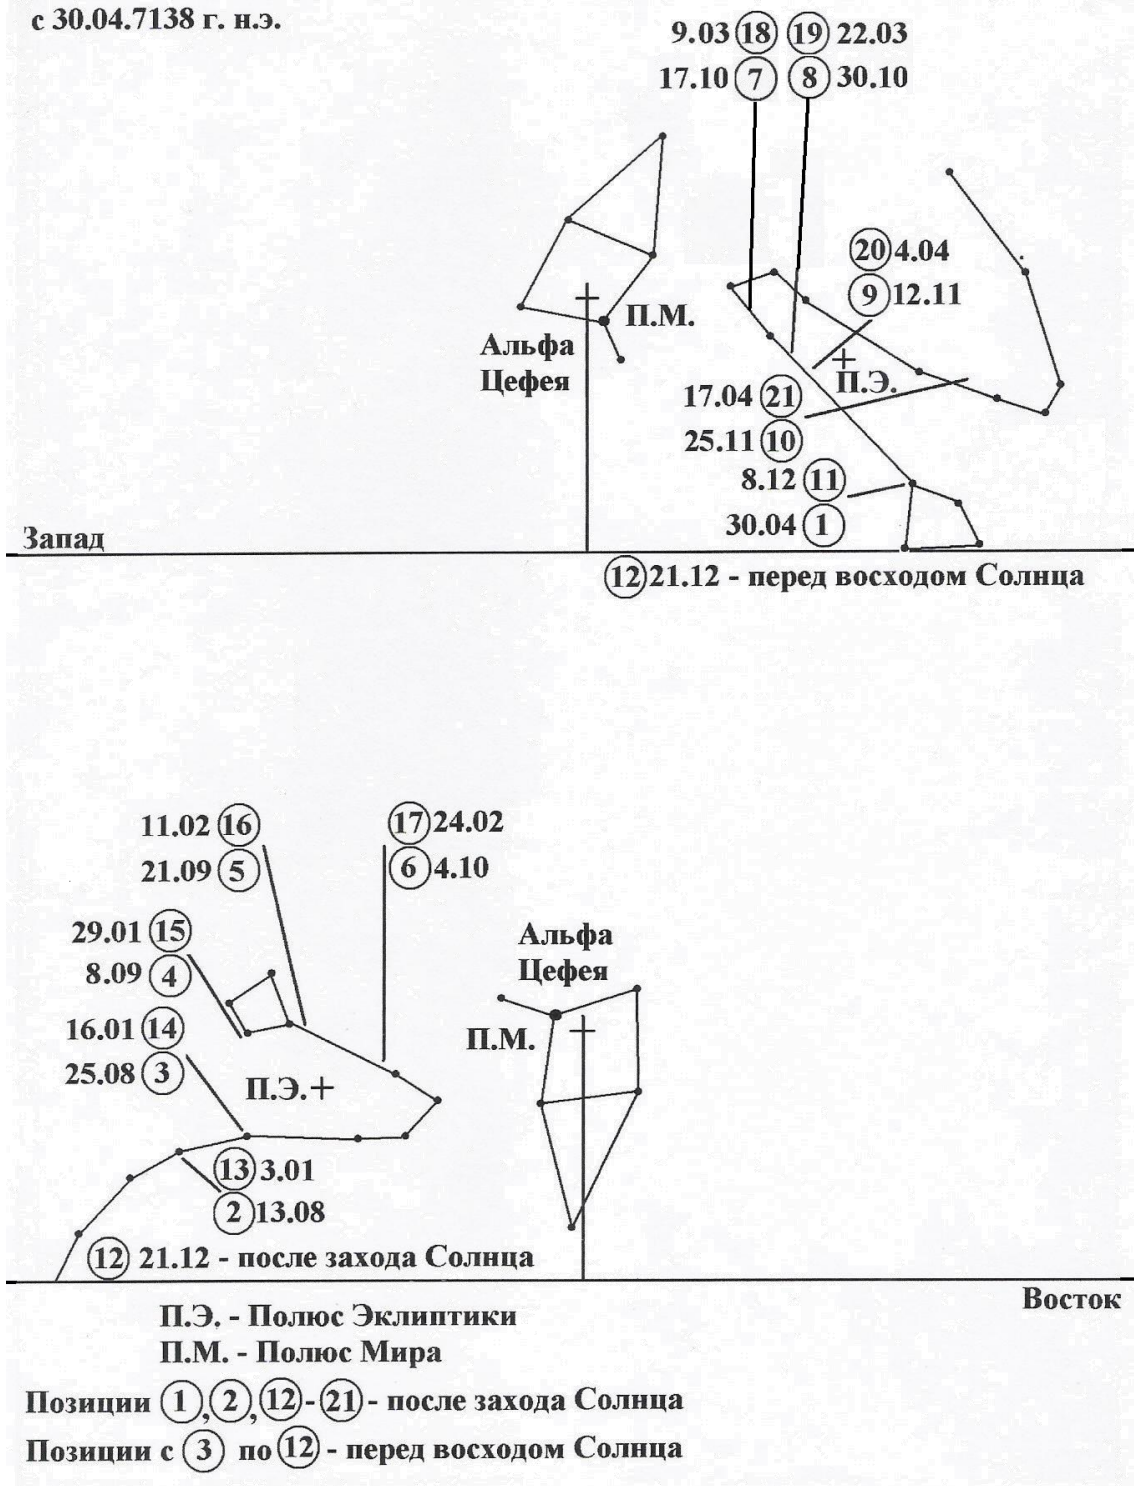 с 30.04.7138 г. н.э.
9.03 18 19 22.03
17.10 7 8 30.10
20 4.04
9 12.11
П.М.
Альфа
Цефея
П.Э.
17.04 21
25.11 10
8.12 11
30.04 1
Запад
12 21.12 - перед восходом Солнца
11.02 16 17 24.02
21.09 5 6 4.10
29.01 15
8.09 4
Альфа
Цефея
16.01 14
25.08 3
П.М.
П.Э.
13 3.01
2 13.08
12 21.12 - после захода Солнца
Восток
П.Э. - Полюс Эклиптики
П.М. - Полюс Мира
Позиции 1, 2, 12 - 21 - после захода Солнца
Позиции с 3 по 12 - перед восходом Солнца